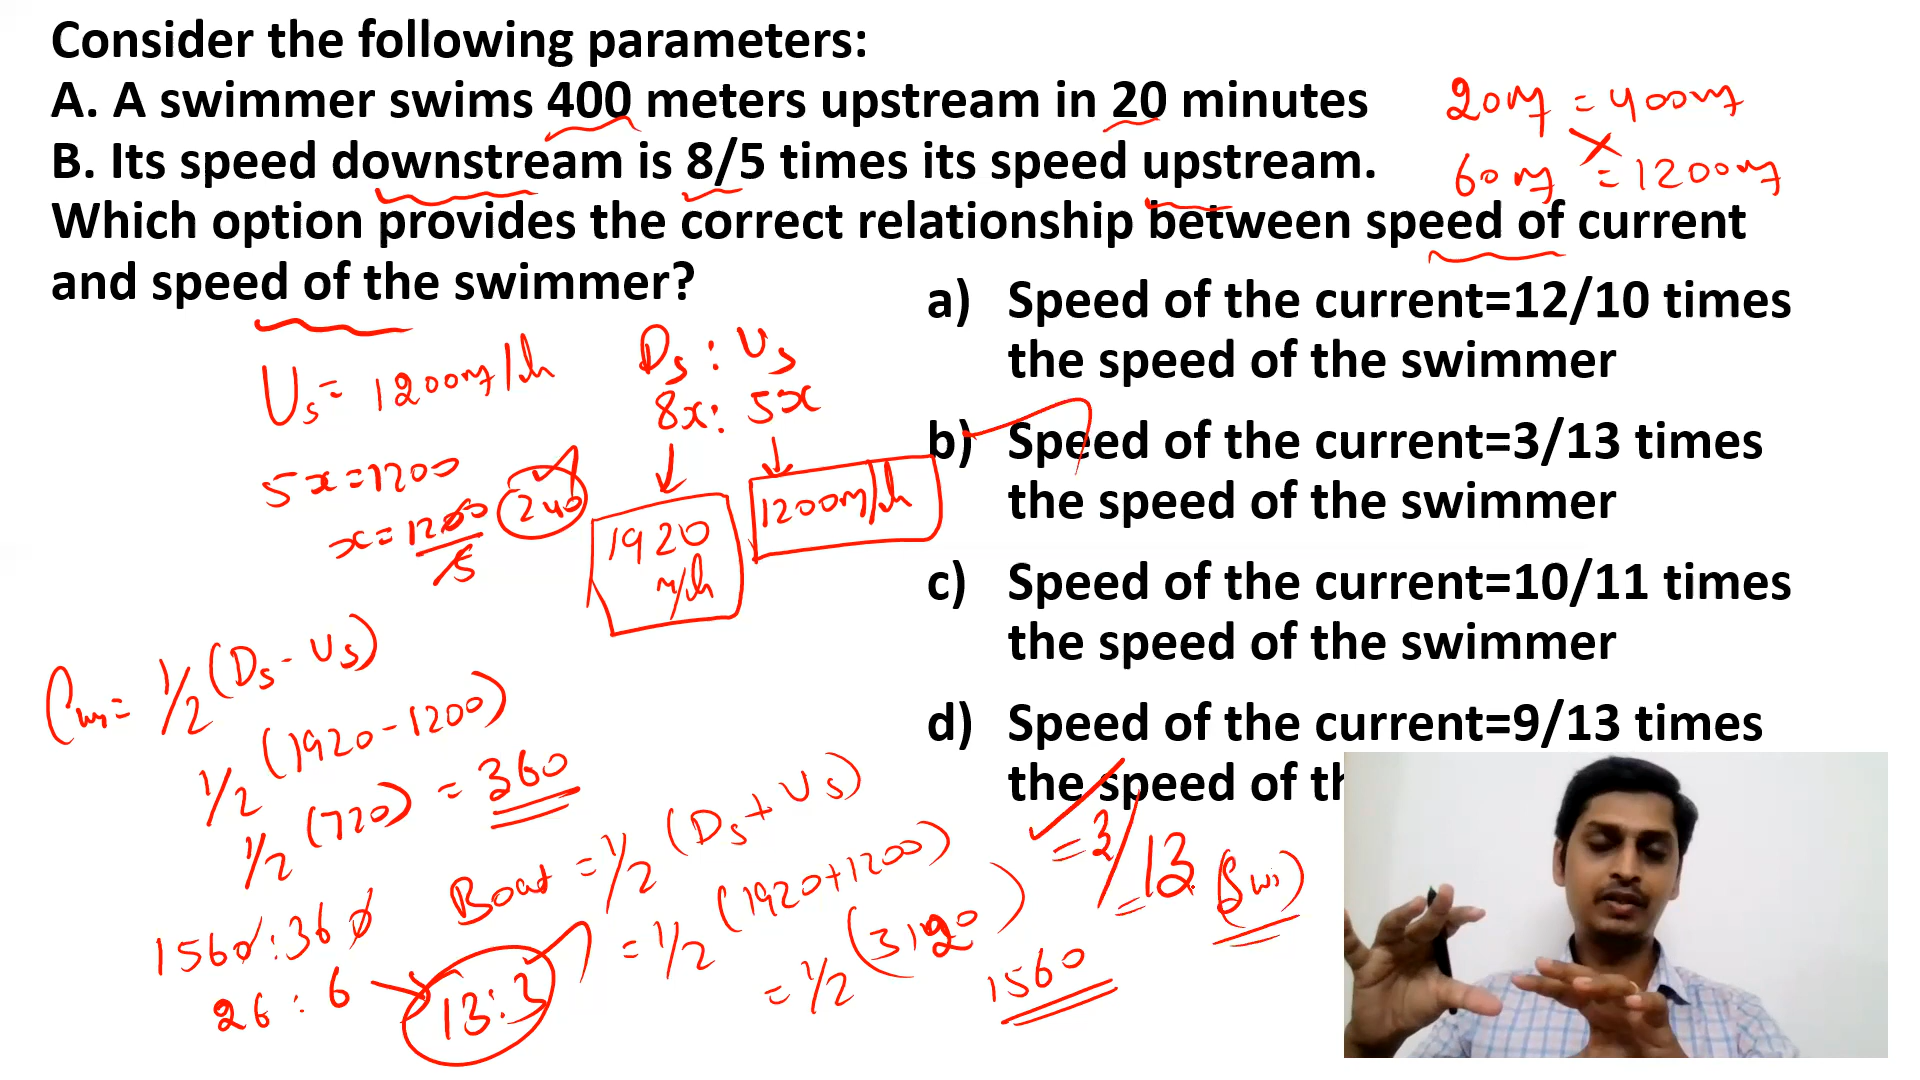 Consider the following parameters:
A. A swimmer swims 400 meters upstream in 20 minutes
B. Its speed downstream is 8/5 times its speed upstream.
Which option provides the correct relationship between speed of current
and speed of the swimmer?
20m = 400m
60m = 1200m
a) Speed of the current=12/10 times
the speed of the swimmer
b) Speed of the current=3/13 times
the speed of the swimmer
c) Speed of the current=10/11 times
the speed of the swimmer
d) Speed of the current=9/13 times
the speed of th
Us = 1200m/h
Ds : Us
8x : 5x
5x = 1200
x = 1200/5 240
1920 m/h
1200m/h
= 1/2 (Ds - Us)
1/2 (1920 - 1200)
1/2 (720) = 360
Boat = 1/2 (Ds + Us)
= 1/2 (1920 + 1200)
= 1/2 (3120)
1560
1560 : 360
26 : 6
13 : 3
= 3/13 (Swi)